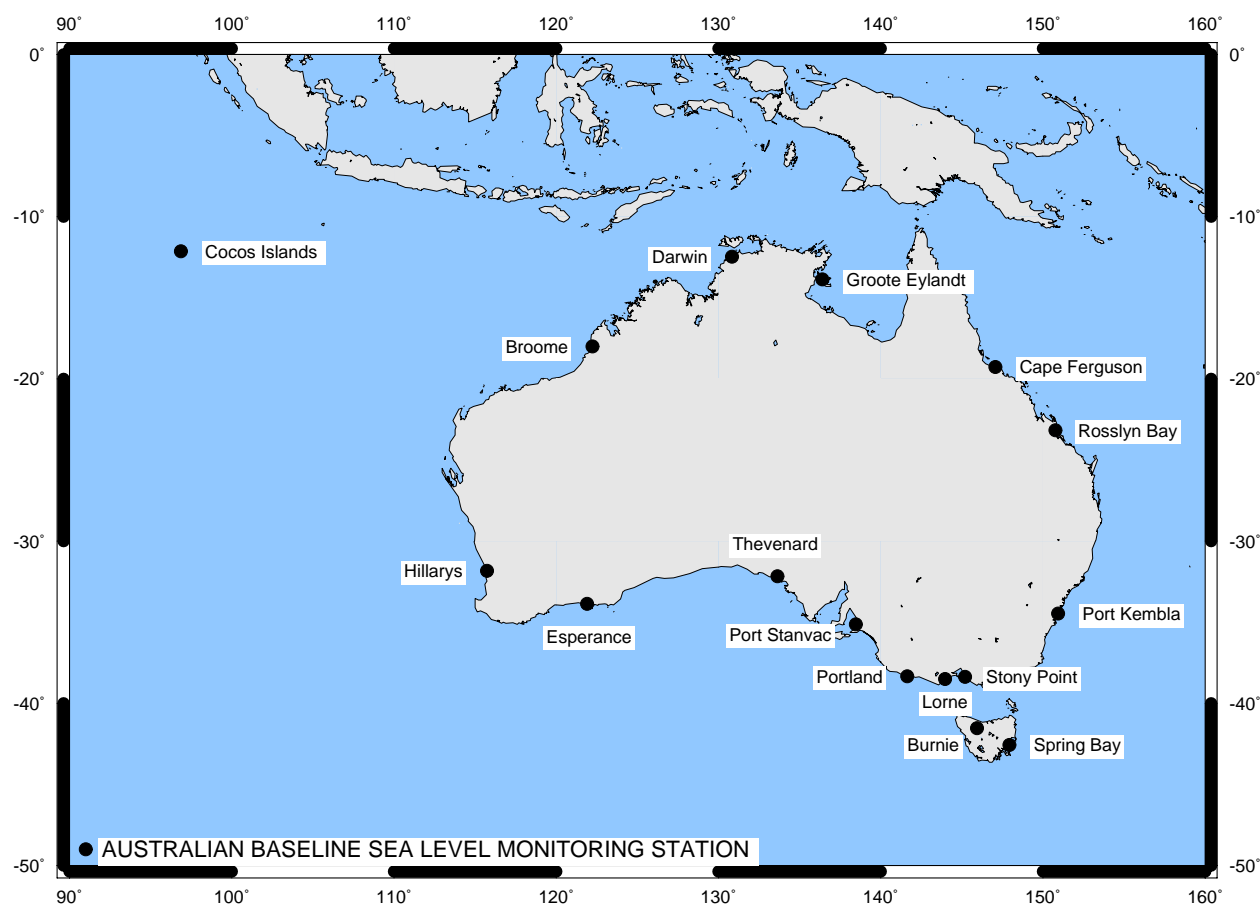 90˚ 100˚ 110˚ 120˚ 130˚ 140˚ 150˚ 160˚
0˚ 0˚
-10˚ -10˚
Cocos Islands
Darwin
Groote Eylandt
Broome
Cape Ferguson
-20˚ -20˚
Rosslyn Bay
-30˚ -30˚
Thevenard
Hillarys
Port Kembla
Esperance
Port Stanvac
Portland
Stony Point
Lorne
-40˚ -40˚
Burnie
Spring Bay
AUSTRALIAN BASELINE SEA LEVEL MONITORING STATION
-50˚ -50˚
90˚ 100˚ 110˚ 120˚ 130˚ 140˚ 150˚ 160˚